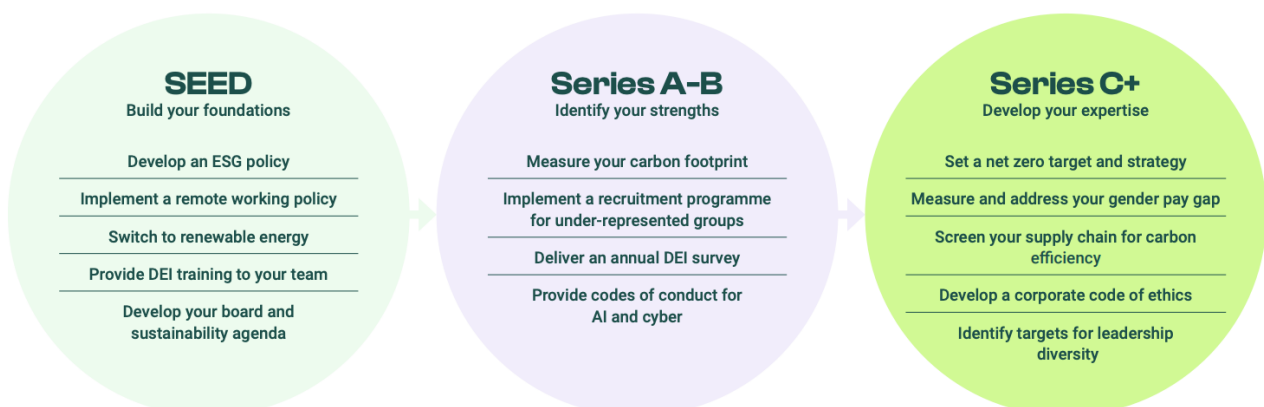 SEED
Build your foundations
Develop an ESG policy
Implement a remote working policy
Switch to renewable energy
Provide DEI training to your team
Develop your board and
sustainability agenda
Series A-B
Identify your strengths
Measure your carbon footprint
Implement a recruitment programme
for under-represented groups
Deliver an annual DEI survey
Provide codes of conduct for
AI and cyber
Series C+
Develop your expertise
Set a net zero target and strategy
Measure and address your gender pay gap
Screen your supply chain for carbon
efficiency
Develop a corporate code of ethics
Identify targets for leadership
diversity